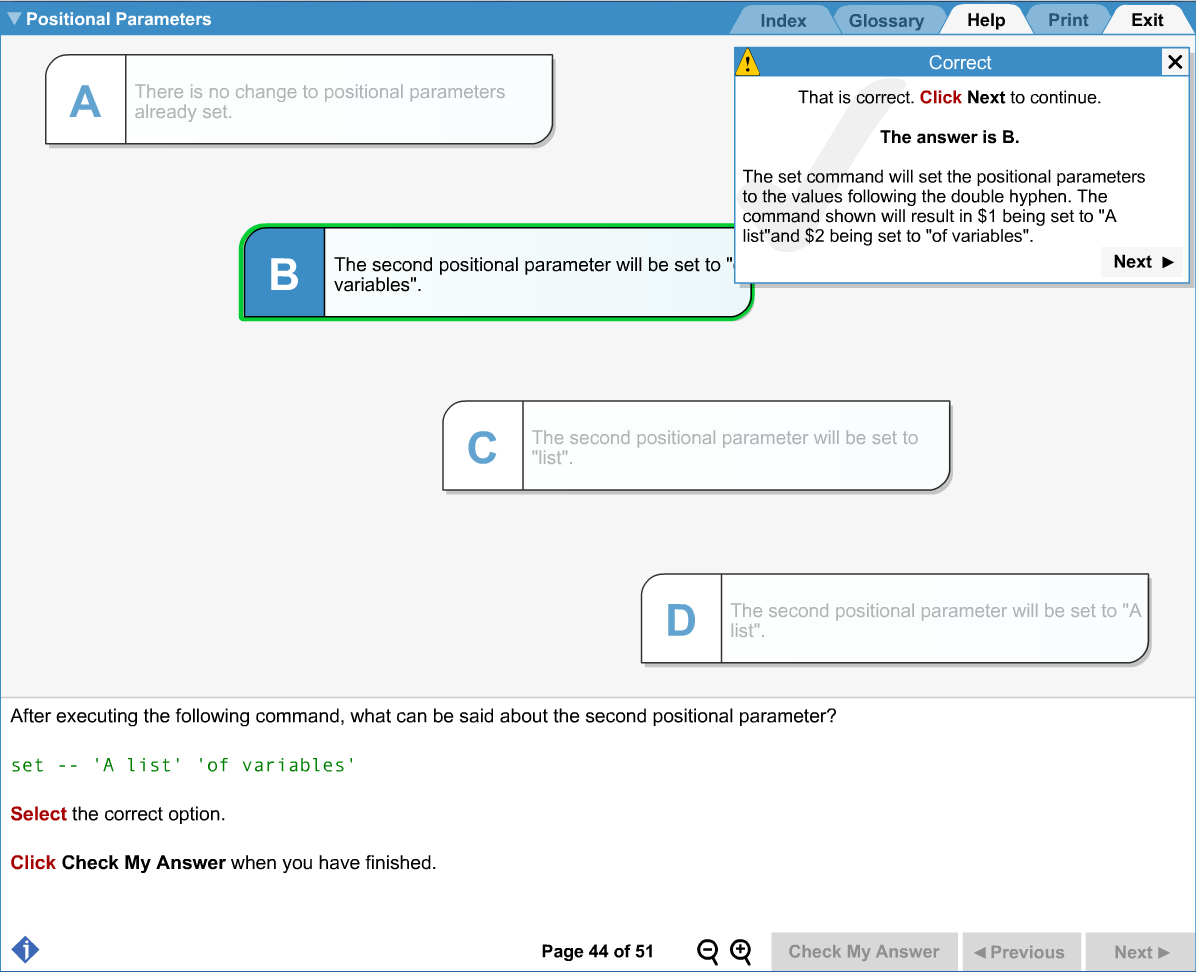 Positional Parameters
Index
Glossary
Help
Print
Exit
A
There is no change to positional parameters
already set.
Correct
That is correct. Click Next to continue.
The answer is B.
The set command will set the positional parameters
to the values following the double hyphen. The
command shown will result in $1 being set to "A
list"and $2 being set to "of variables".
Next
B
The second positional parameter will be set to "
variables".
C
The second positional parameter will be set to
"list".
D
The second positional parameter will be set to "A
list".
After executing the following command, what can be said about the second positional parameter?
set -- 'A list' 'of variables'
Select the correct option.
Click Check My Answer when you have finished.
Page 44 of 51
Check My Answer
Previous
Next